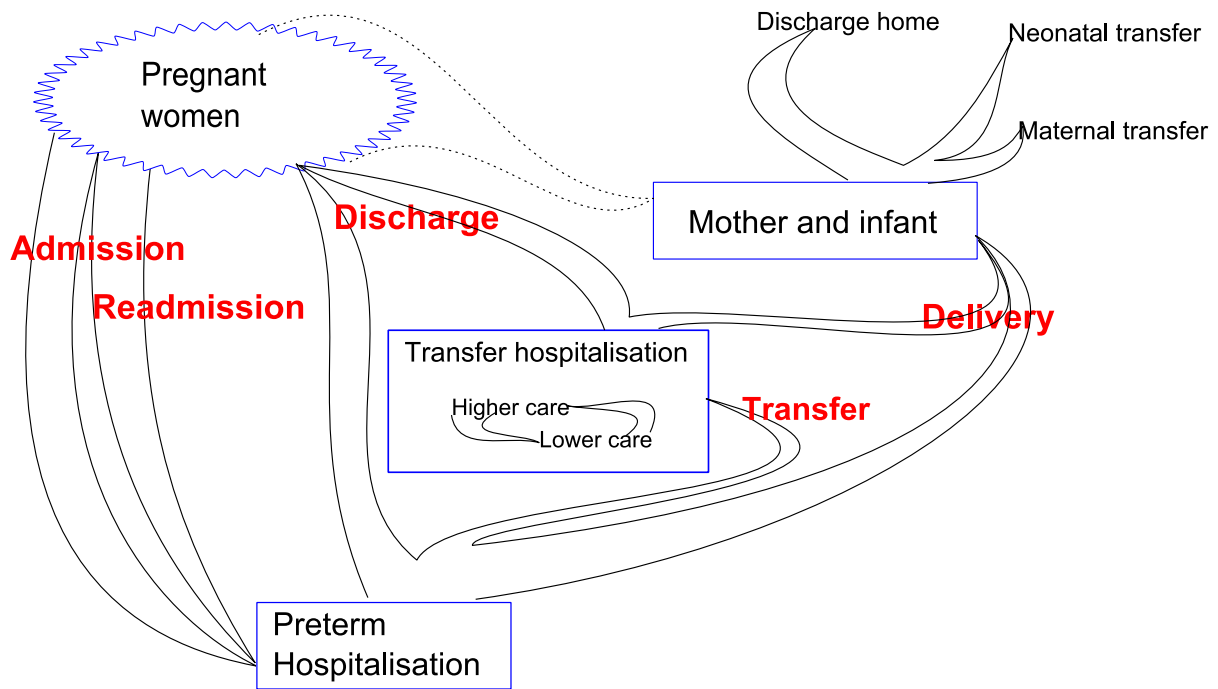 Discharge home
Neonatal transfer
Pregnant
women
Maternal transfer
Discharge
Mother and infant
Admission
Readmission
Delivery
Transfer hospitalisation
Higher care
Transfer
Lower care
Preterm
Hospitalisation